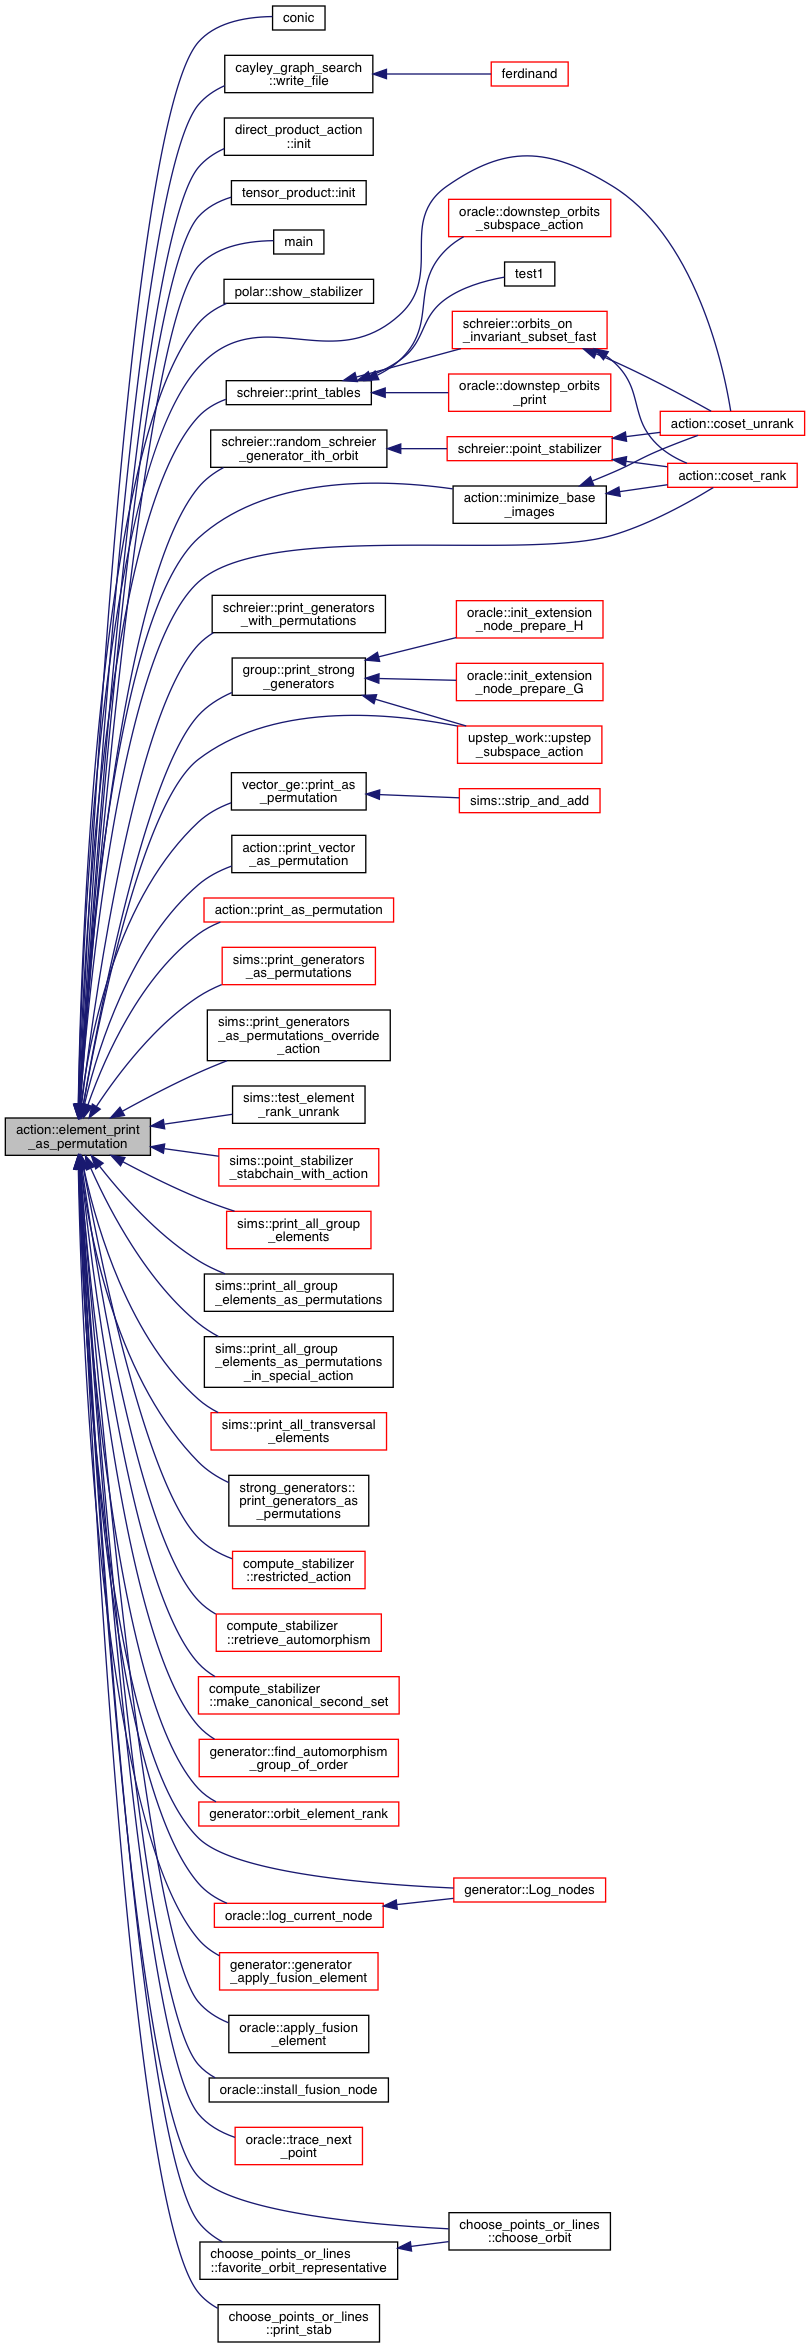 conic
cayley_graph_search
::write_file
ferdinand
direct_product_action
::init
tensor_product::init
oracle::downstep_orbits
_subspace_action
main
test1
polar::show_stabilizer
schreier::orbits_on
_invariant_subset_fast
schreier::print_tables
oracle::downstep_orbits
_print
action::coset_unrank
schreier::random_schreier
_generator_ith_orbit
schreier::point_stabilizer
action::coset_rank
action::minimize_base
_images
schreier::print_generators
_with_permutations
oracle::init_extension
_node_prepare_H
group::print_strong
_generators
oracle::init_extension
_node_prepare_G
upstep_work::upstep
_subspace_action
vector_ge::print_as
_permutation
sims::strip_and_add
action::print_vector
_as_permutation
action::print_as_permutation
sims::print_generators
_as_permutations
sims::print_generators
_as_permutations_override
_action
sims::test_element
_rank_unrank
action::element_print
_as_permutation
sims::point_stabilizer
_stabchain_with_action
sims::print_all_group
_elements
sims::print_all_group
_elements_as_permutations
sims::print_all_group
_elements_as_permutations
_in_special_action
sims::print_all_transversal
_elements
strong_generators::
print_generators_as
_permutations
compute_stabilizer
::restricted_action
compute_stabilizer
::retrieve_automorphism
compute_stabilizer
::make_canonical_second_set
generator::find_automorphism
_group_of_order
generator::orbit_element_rank
generator::Log_nodes
oracle::log_current_node
generator::generator
_apply_fusion_element
oracle::apply_fusion
_element
oracle::install_fusion_node
oracle::trace_next
_point
choose_points_or_lines
::choose_orbit
choose_points_or_lines
::favorite_orbit_representative
choose_points_or_lines
::print_stab